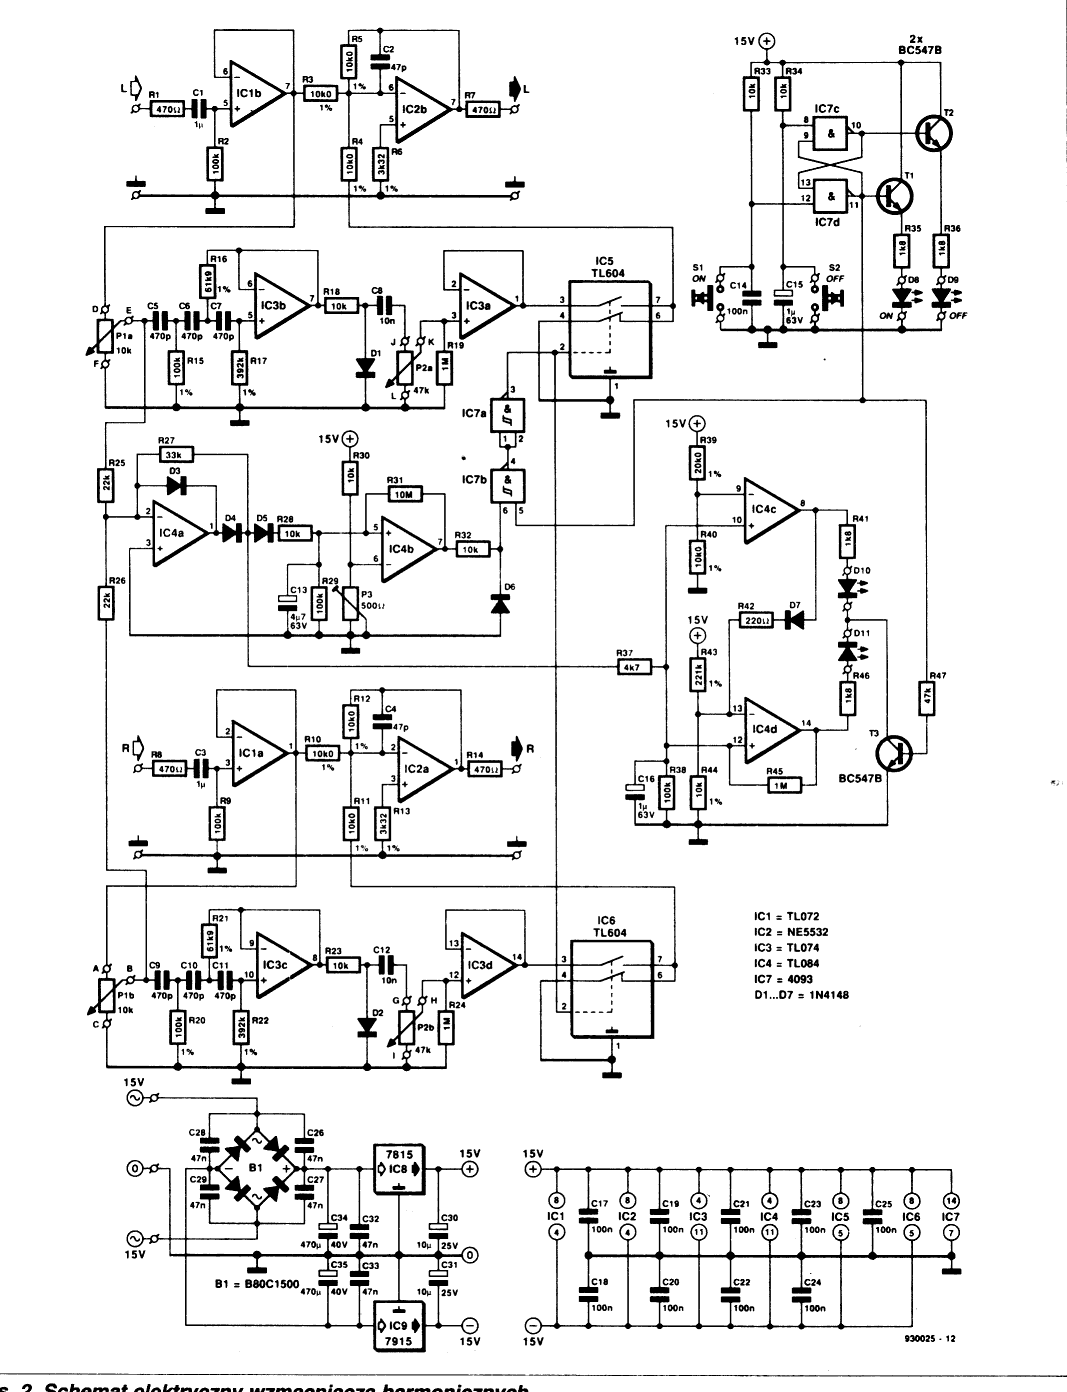 L
R1
470Ω
C1
1µ
R2
100k
IC1b
6
5
7
R3
10k0
1%
R5
10k0
1%
C2
47p
R4
10k0
1%
R6
3k32
1%
6
5
IC2b
7
R7
470Ω
L
15V
2x
BC547B
R33
10k
R34
10k
IC7c
8
9
&
10
T2
13
12
&
11
IC7d
T1
R35
1k8
R36
1k8
S1
ON
C14
100n
C15
1µ
63V
S2
OFF
D8
ON
D9
OFF
D
E
P1a
10k
F
C5
470p
C6
470p
C7
470p
R16
61k9
1%
R15
100k
1%
R17
392k
1%
6
5
IC3b
7
R18
10k
C8
10n
D1
J
K
P2a
47k
L
R19
1M
2
3
IC3a
1
IC5
TL604
3
4
2
7
6
1
3
IC7a
&
1
2
4
IC7b
&
6
5
R25
22k
R27
33k
D3
2
3
IC4a
1
D4
D5
R28
10k
15V
R30
10k
R31
10M
5
6
IC4b
7
R32
10k
C13
4µ7
63V
R29
100k
P3
500Ω
D6
R26
22k
15V
R39
20k0
1%
9
10
IC4c
8
R40
10k0
1%
R41
1k8
D10
D11
R46
1k8
R42
220Ω
D7
15V
R43
221k
1%
R37
4k7
13
12
IC4d
14
R45
1M
C16
1µ
63V
R38
100k
R44
10k
1%
R47
47k
T3
BC547B
R
R8
470Ω
C3
1µ
R9
100k
2
3
IC1a
1
R10
10k0
1%
R12
10k0
1%
C4
47p
R11
10k0
1%
R13
3k32
1%
2
3
IC2a
1
R14
470Ω
R
A
B
P1b
10k
C
C9
470p
C10
470p
C11
470p
R21
61k9
1%
R20
100k
1%
R22
392k
1%
9
10
IC3c
8
R23
10k
C12
10n
D2
G
H
P2b
47k
I
R24
1M
13
12
IC3d
14
IC6
TL604
3
4
2
7
6
1
IC1 = TL072
IC2 = NE5532
IC3 = TL074
IC4 = TL084
IC7 = 4093
D1...D7 = 1N4148
15V
0
15V
C28
47n
C26
47n
C29
47n
C27
47n
B1
B1 = B80C1500
C34
470µ
40V
C32
47n
C35
470µ
40V
C33
47n
7815
IC8
IC9
7915
C30
10µ
25V
C31
10µ
25V
15V
0
15V
15V
15V
8
IC1
4
C17
100n
C18
100n
8
IC2
4
C19
100n
C20
100n
4
IC3
11
C21
100n
C22
100n
4
IC4
11
C23
100n
C24
100n
8
IC5
5
C25
100n
8
IC6
5
14
IC7
7
930025 - 12
s. 2. Schemat elektryczny wzmacniacza harmonicznych